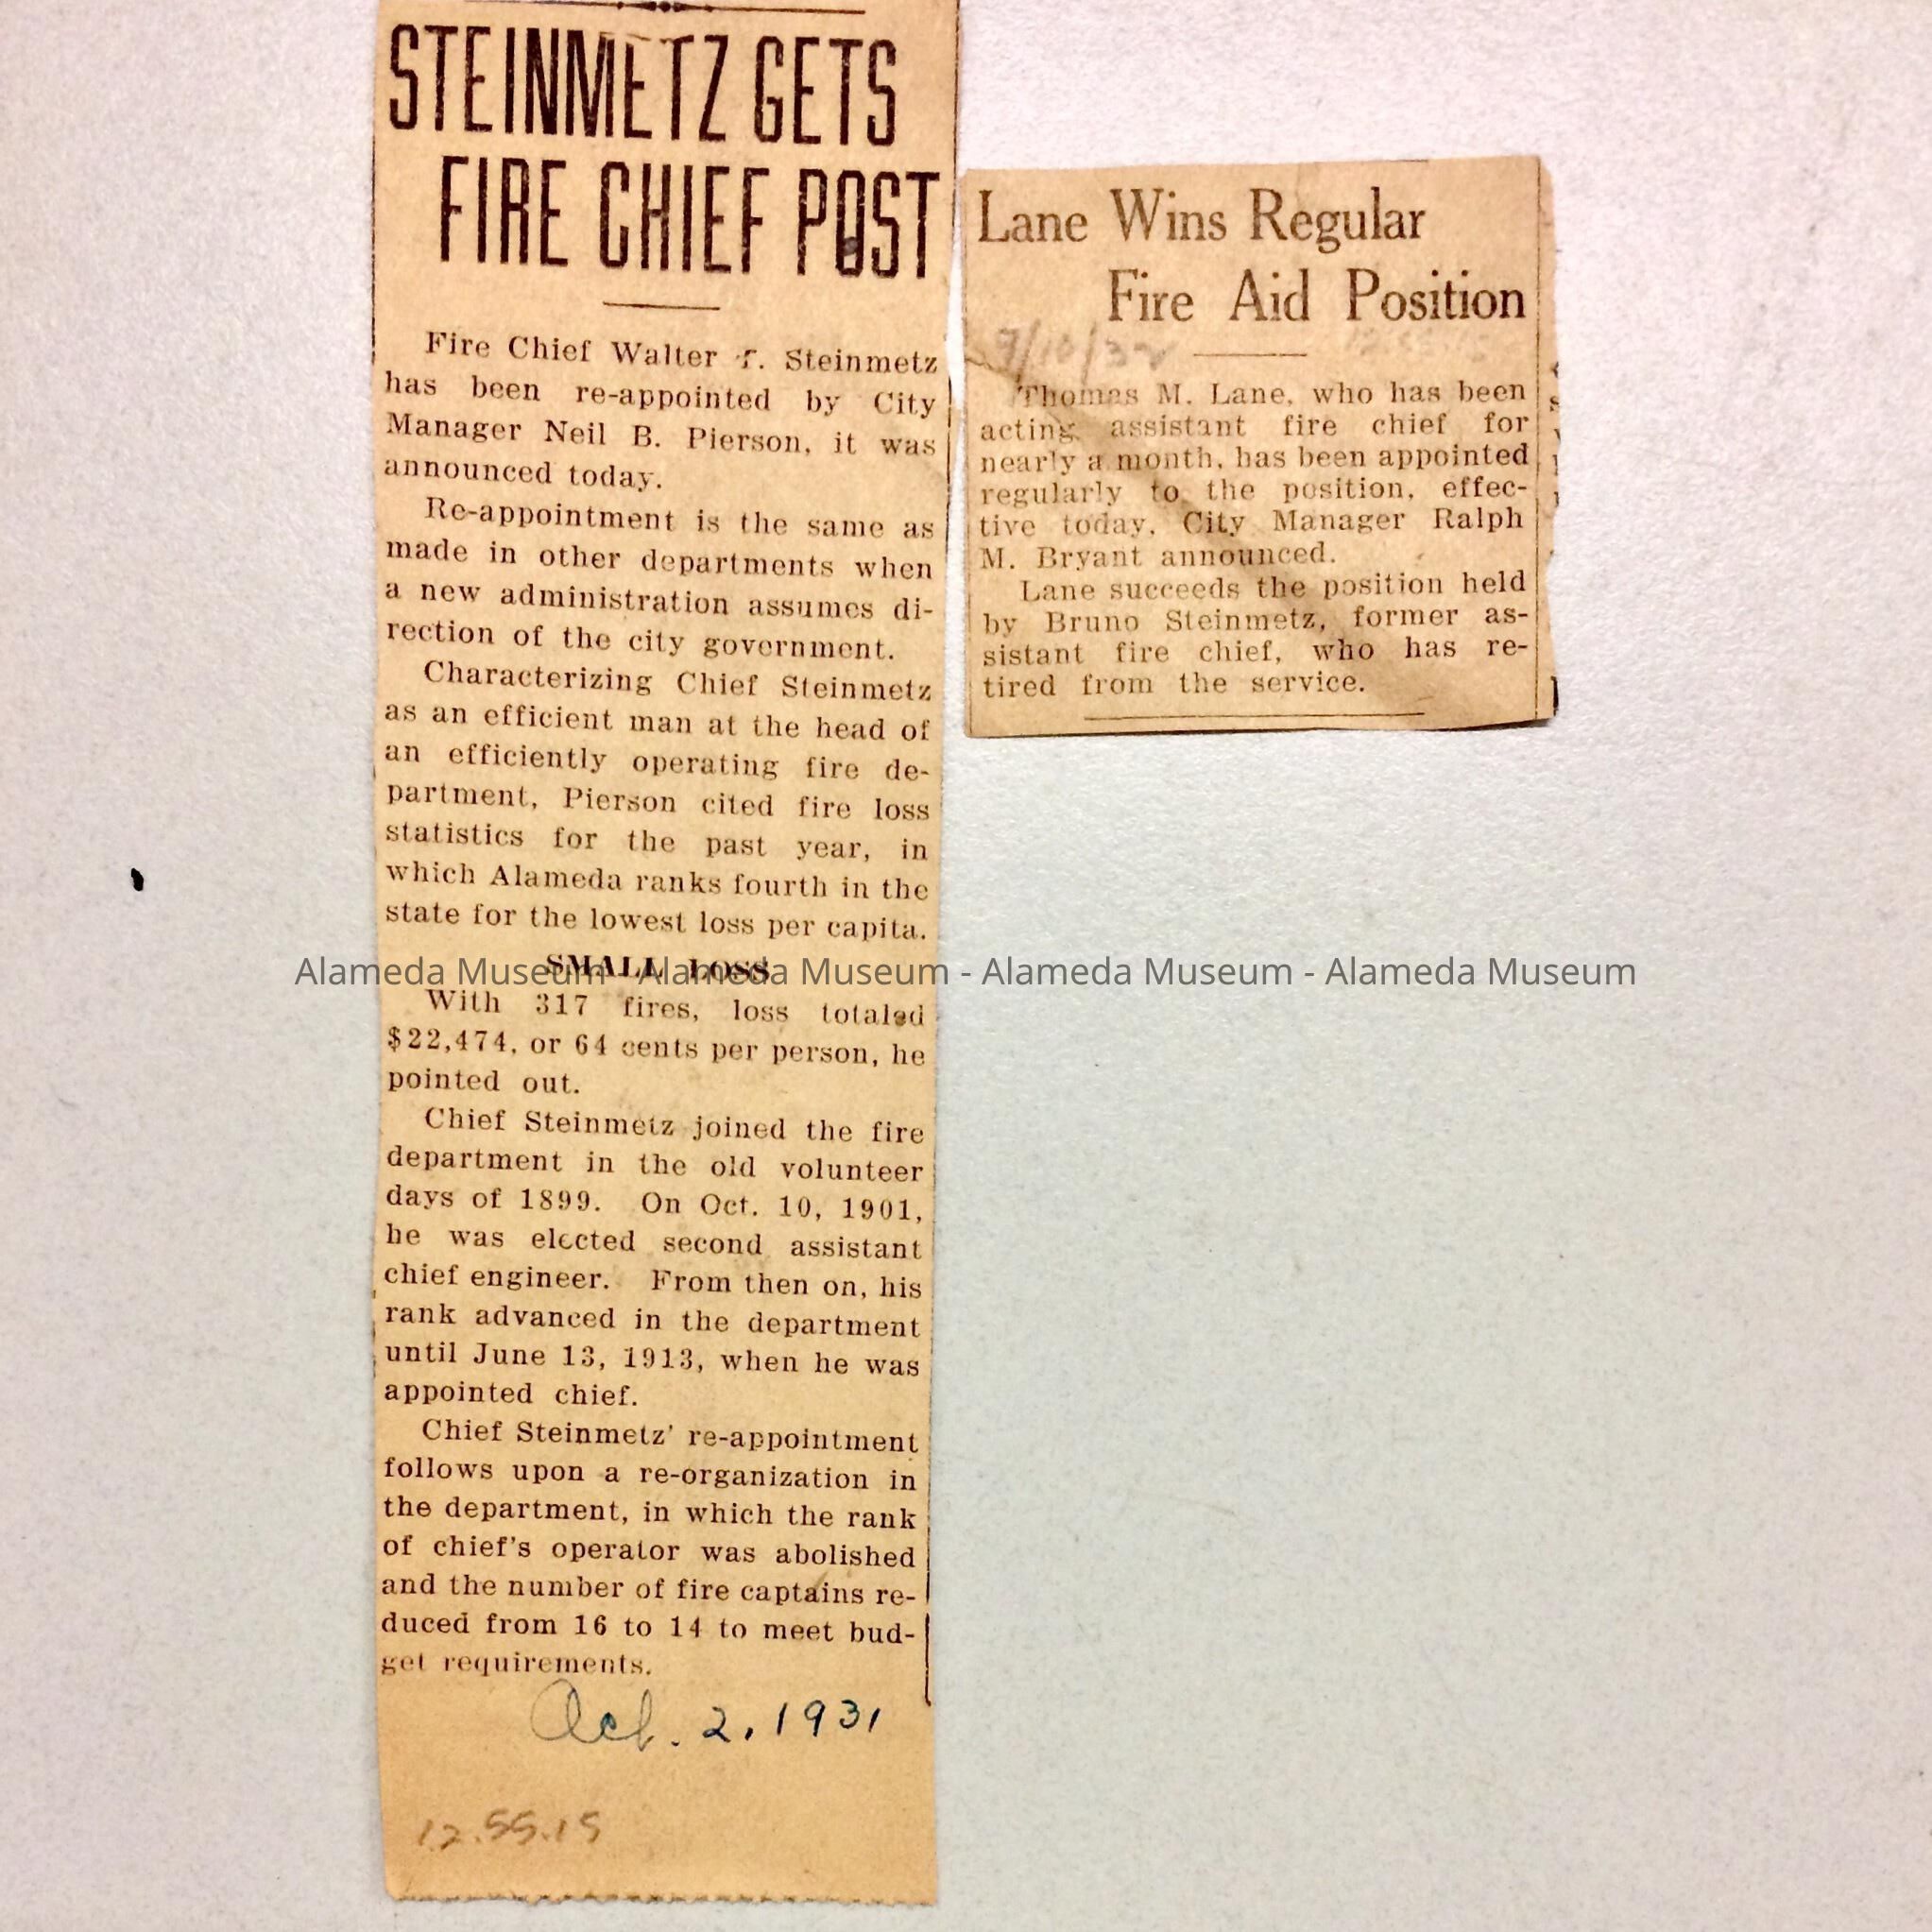 STEINMETZ GETS
FIRE CHIEF POST
Fire Chief Walter T. Steinmetz
has been re-appointed by City
Manager Neil B. Pierson, it was
announced today.
Re-appointment is the same as
made in other departments when
a new administration assumes di-
rection of the city government.
Characterizing Chief Steinmetz
as an efficient man at the head of
an efficiently operating fire de-
partment, Pierson cited fire loss
statistics for the past year, in
which Alameda ranks fourth in the
state for the lowest loss per capita.
SMALL LOSS
With 317 fires, loss totaled
$22,474, or 64 cents per person, he
pointed out.
Chief Steinmetz joined the fire
department in the old volunteer
days of 1899. On Oct. 10, 1901,
he was elected second assistant
chief engineer. From then on, his
rank advanced in the department
until June 13, 1913, when he was
appointed chief.
Chief Steinmetz' re-appointment
follows upon a re-organization in
the department, in which the rank
of chief's operator was abolished
and the number of fire captains re-
duced from 16 to 14 to meet bud-
get requirements.
Oct. 2, 1931
12.55.15
Lane Wins Regular
Fire Aid Position
Thomas M. Lane, who has been
acting assistant fire chief for
nearly a month, has been appointed
regularly to the position, effec-
tive today, City Manager Ralph
M. Bryant announced.
Lane succeeds the position held
by Bruno Steinmetz, former as-
sistant fire chief, who has re-
tired from the service.
Alameda Museum - Alameda Museum - Alameda Museum - Alameda Museum